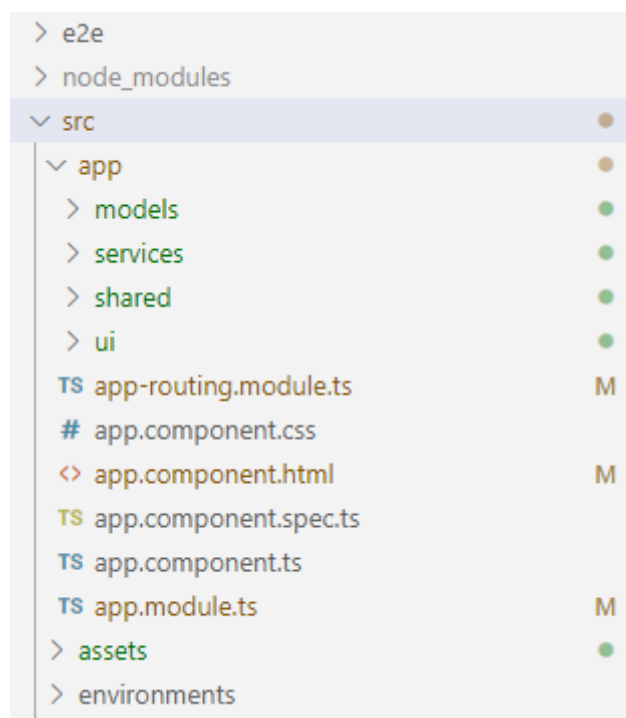 e2e
node_modules
src
app
models
services
shared
ui
TS app-routing.module.ts M
# app.component.css
<> app.component.html M
TS app.component.spec.ts
TS app.component.ts
TS app.module.ts M
assets
environments